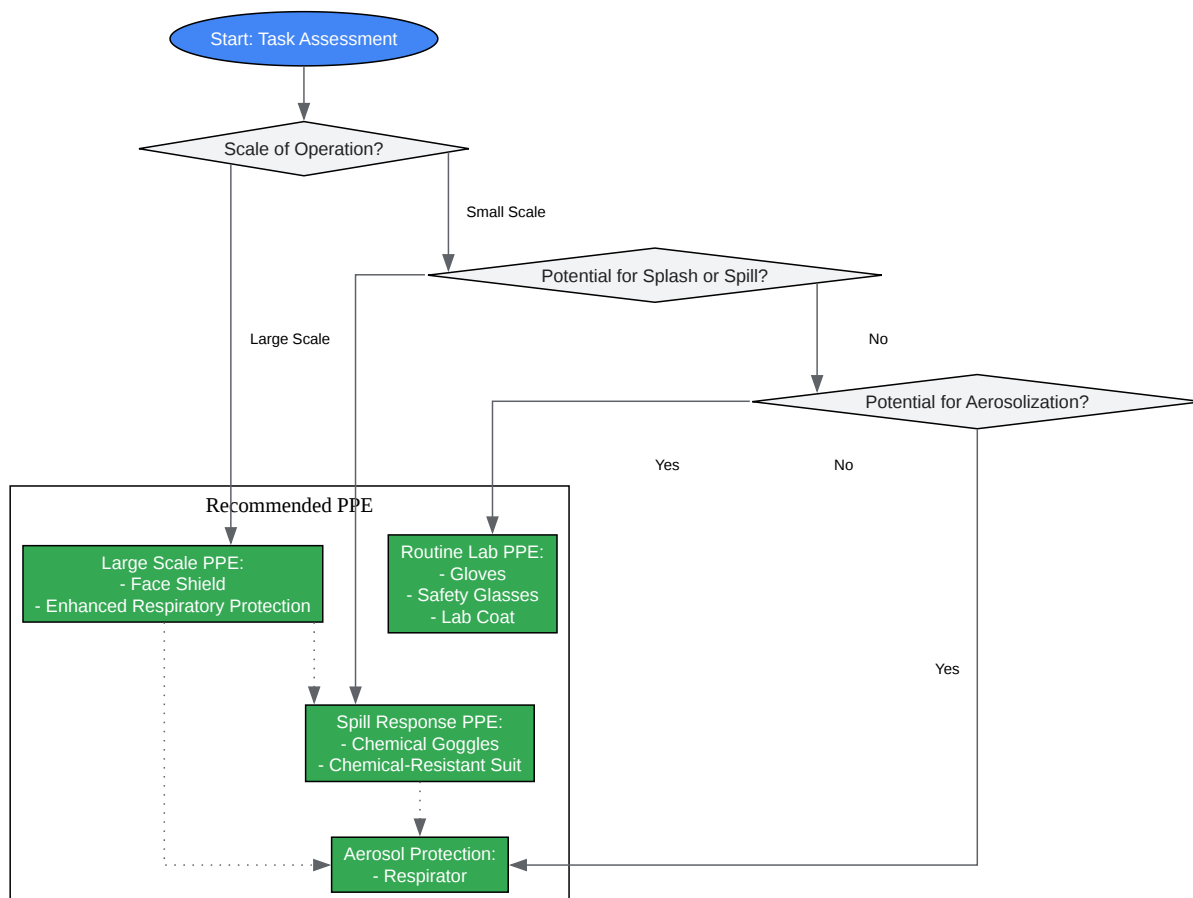 Start: Task Assessment
Scale of Operation?
Small Scale
Potential for Splash or Spill?
Large Scale
No
Potential for Aerosolization?
Yes
No
Recommended PPE
Routine Lab PPE:
- Gloves
- Safety Glasses
- Lab Coat
Large Scale PPE:
- Face Shield
- Enhanced Respiratory Protection
Yes
Spill Response PPE:
- Chemical Goggles
- Chemical-Resistant Suit
Aerosol Protection:
- Respirator